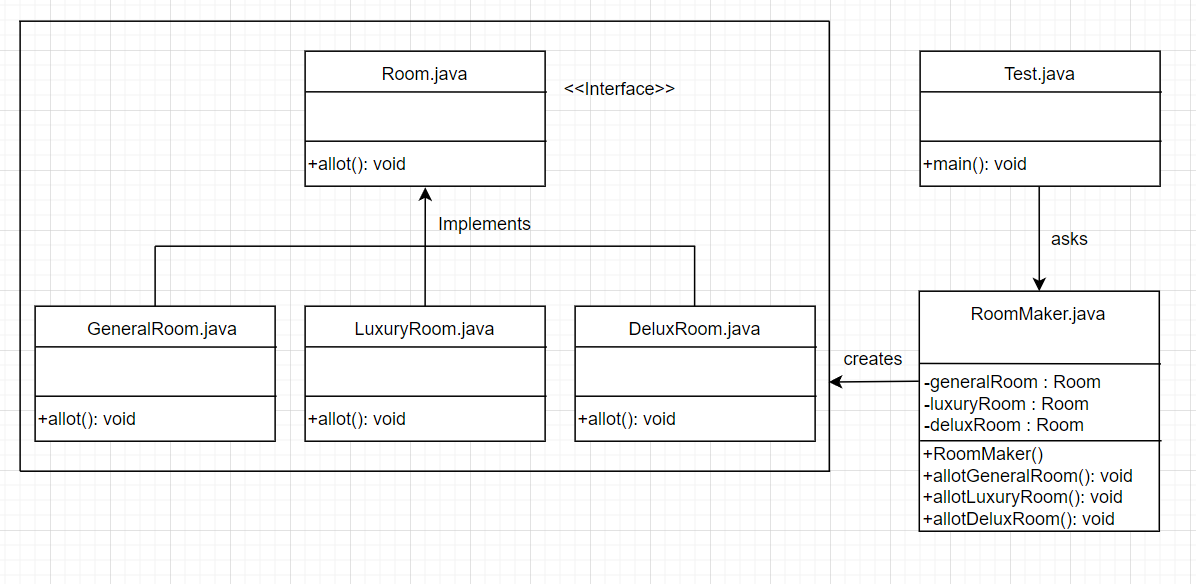 Room.java
<<Interface>>
+allot(): void
Implements
GeneralRoom.java
+allot(): void
LuxuryRoom.java
+allot(): void
DeluxRoom.java
+allot(): void
Test.java
+main(): void
asks
creates
RoomMaker.java
-generalRoom : Room
-luxuryRoom : Room
-deluxRoom : Room
+RoomMaker()
+allotGeneralRoom(): void
+allotLuxuryRoom(): void
+allotDeluxRoom(): void